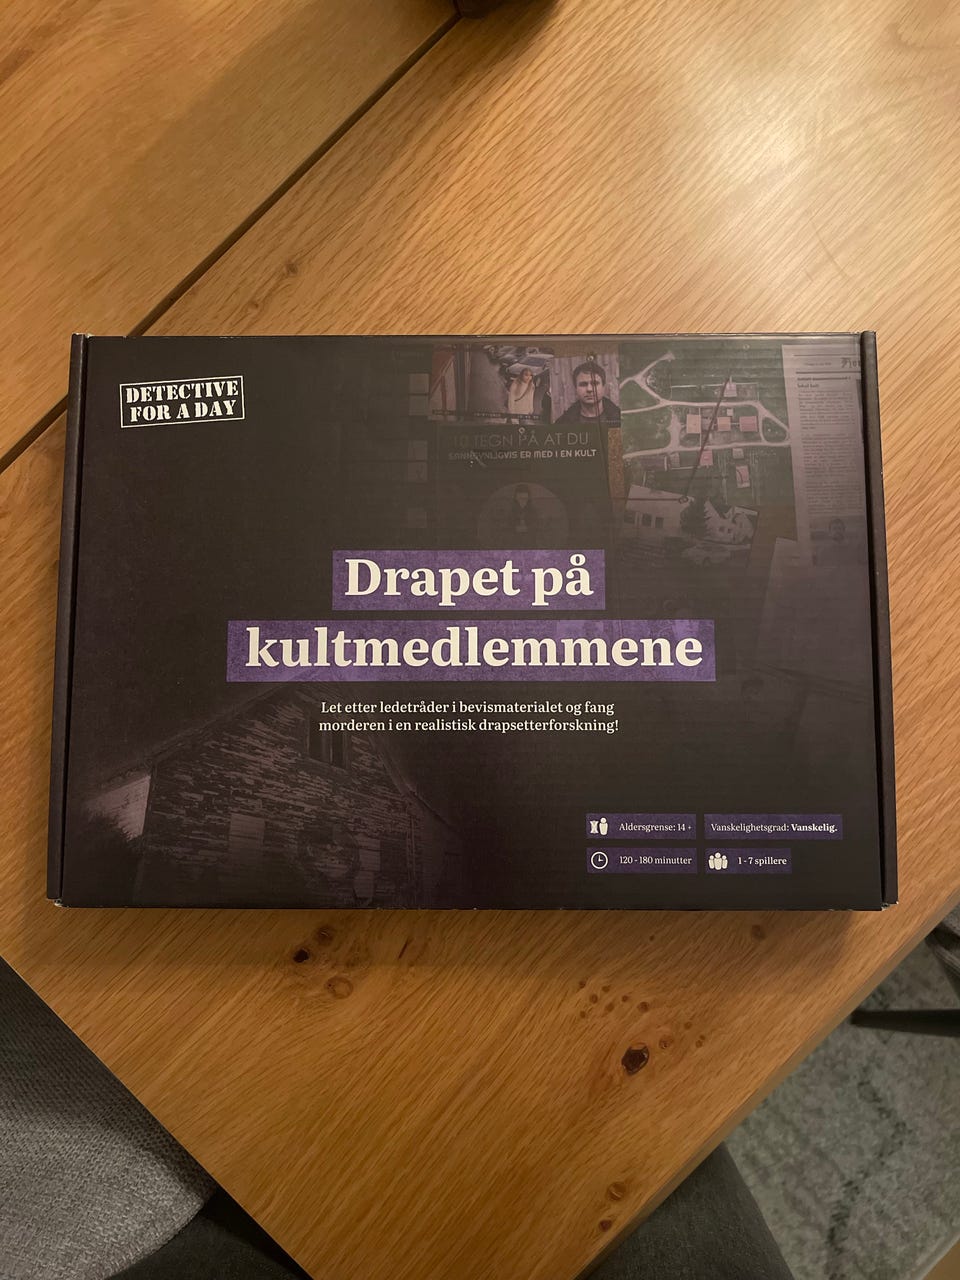 DETECTIVE
FOR A DAY
10 TEGN PÅ AT DU
SANNSYNLIGVIS ER MED I EN KULT
Drapet på
kultmedlemmene
Let etter ledetråder i bevismaterialet og fang
morderen i en realistisk drapsetterforskning!
Aldersgrense: 14 +
Vanskelighetsgrad: Vanskelig.
120 - 180 minutter
1 - 7 spillere